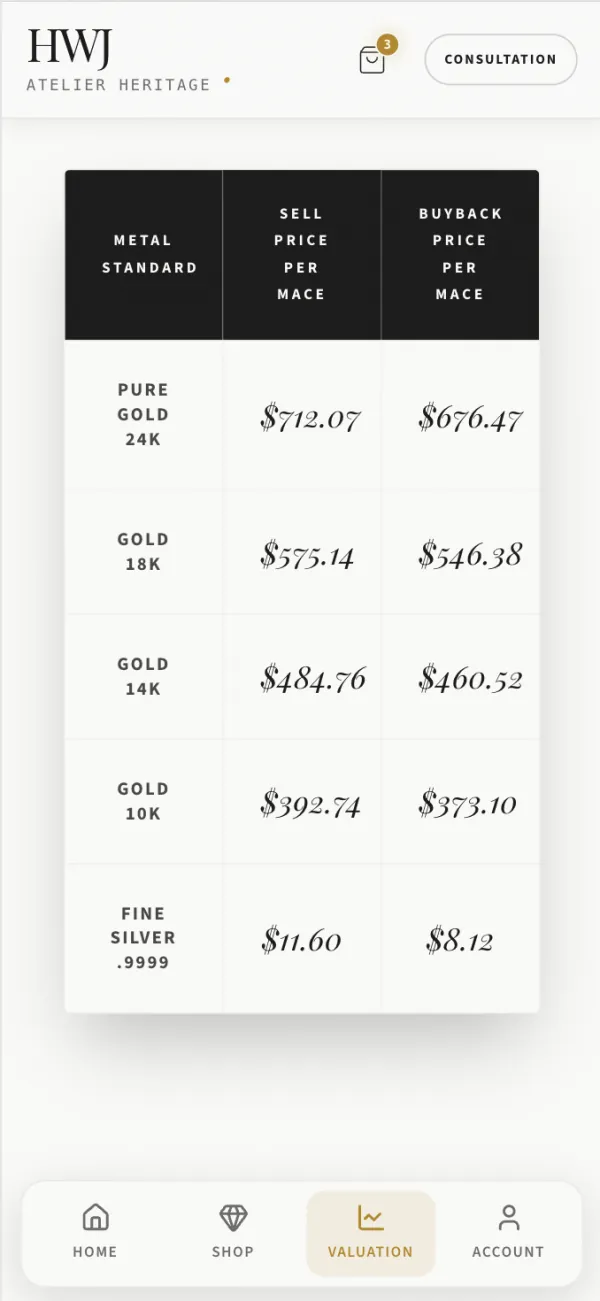 HWJ
ATELIER HERITAGE
3
CONSULTATION
METAL
STANDARD
SELL
PRICE
PER
MACE
BUYBACK
PRICE
PER
MACE
PURE
GOLD
24K
$712.07
$676.47
GOLD
18K
$575.14
$546.38
GOLD
14K
$484.76
$460.52
GOLD
10K
$392.74
$373.10
FINE
SILVER
.9999
$11.60
$8.12
HOME
SHOP
VALUATION
ACCOUNT